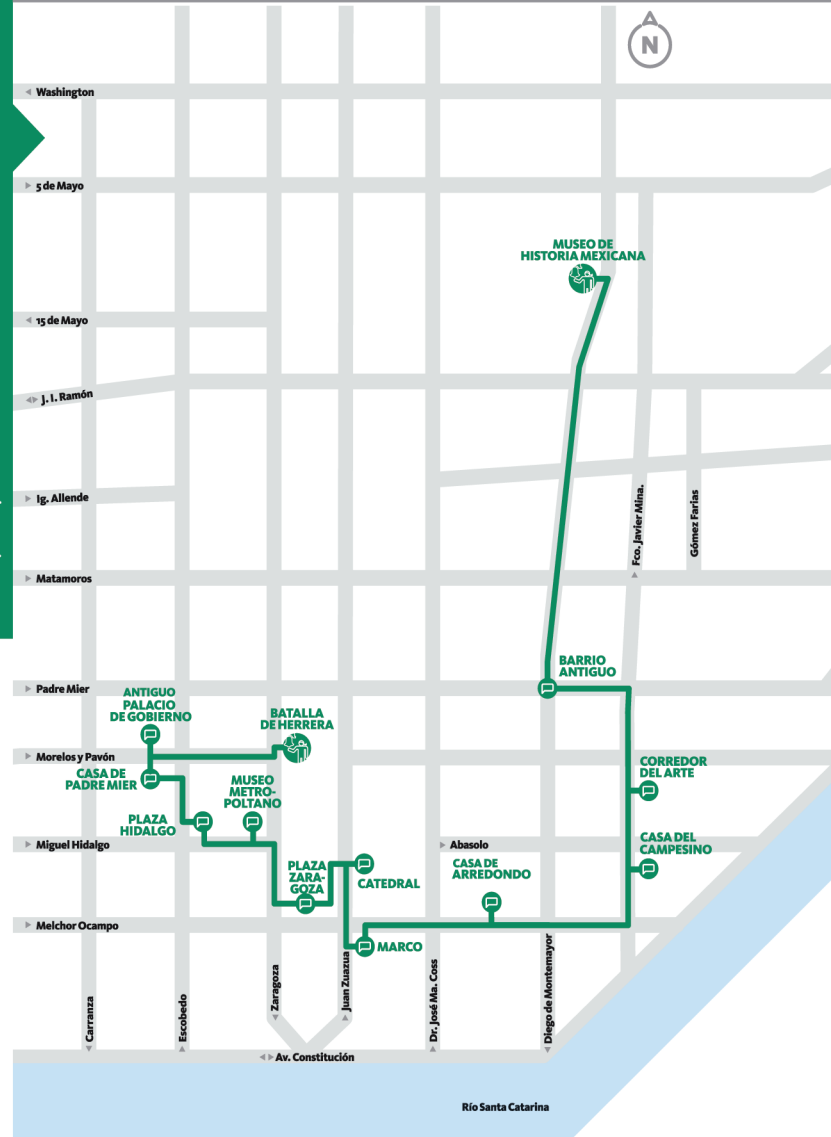 N
Washington
5 de Mayo
MUSEO DE
HISTORIA MEXICANA
15 de Mayo
J. I. Ramón
Ig. Allende
Fco. Javier Mina.
Gómez Farias
Matamoros
BARRIO
ANTIGUO
Padre Mier
ANTIGUO
PALACIO
DE GOBIERNO
BATALLA
DE HERRERA
Morelos y Pavón
CASA DE
PADRE MIER
MUSEO
METRO-
POLTANO
CORREDOR
DEL ARTE
PLAZA
HIDALGO
Miguel Hidalgo
Abasolo
CASA DEL
CAMPESINO
PLAZA
ZARA-
GOZA
CATEDRAL
CASA DE
ARREDONDO
Melchor Ocampo
MARCO
Carranza
Escobedo
Zaragoza
Juan Zuazua
Dr. José Ma. Coss
Diego de Montemayor
Av. Constitución
Río Santa Catarina